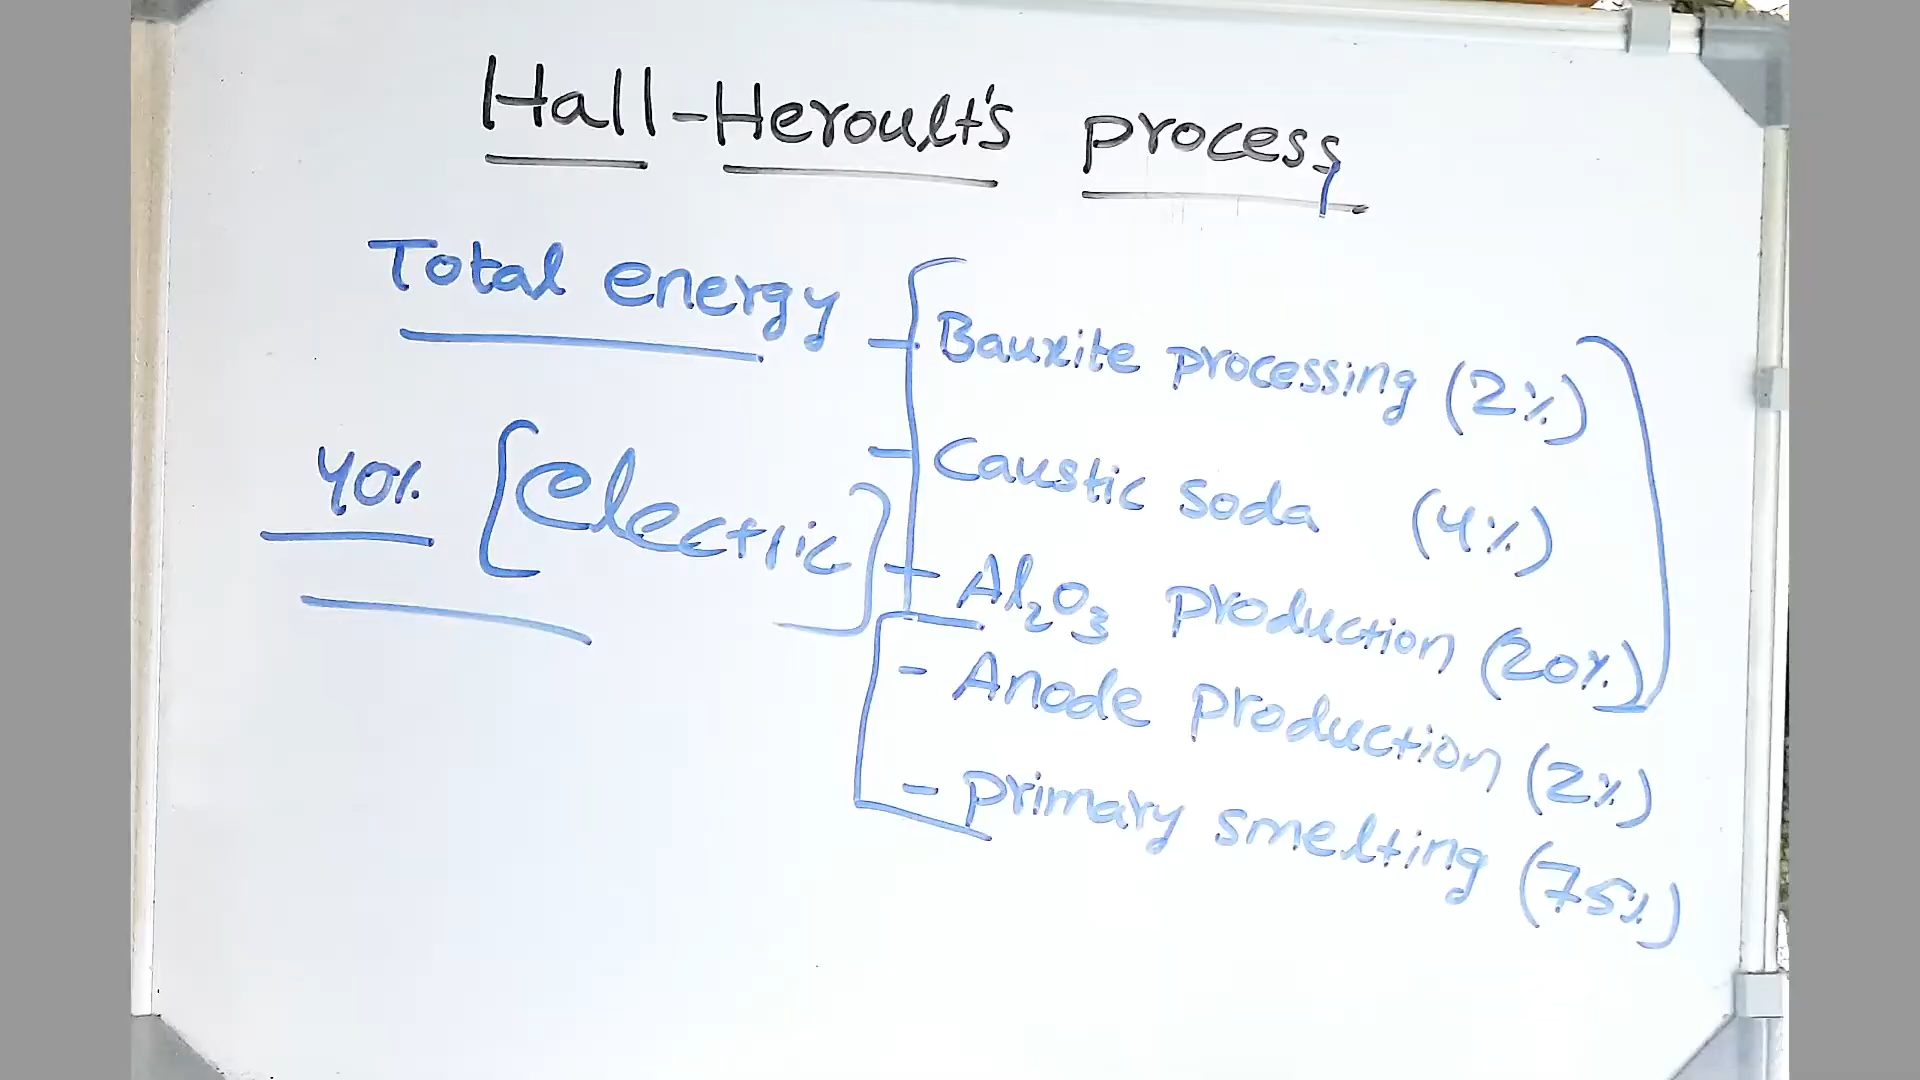 Hall-Heroult's process
Total energy
- Bauxite processing (2%)
- Caustic soda (4%)
40% [electric]
- Al₂O₃ production (20%)
- Anode production (2%)
- primary smelting (75%)